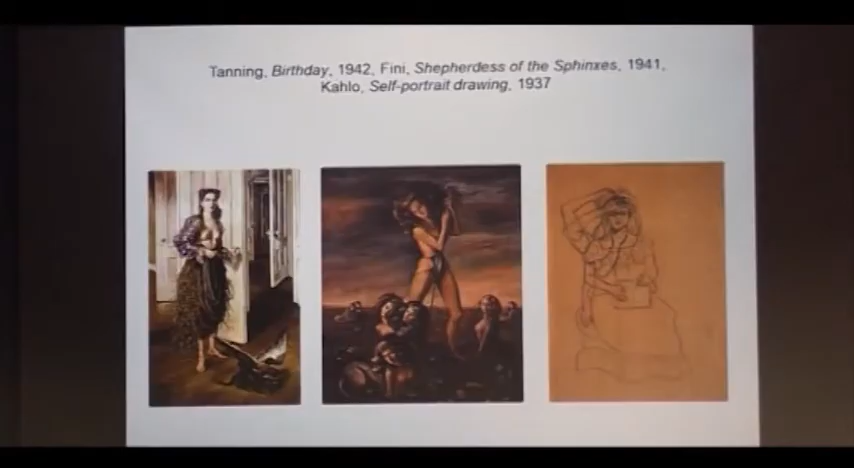 Tanning, Birthday, 1942, Fini, Shepherdess of the Sphinxes, 1941,
Kahlo, Self-portrait drawing, 1937